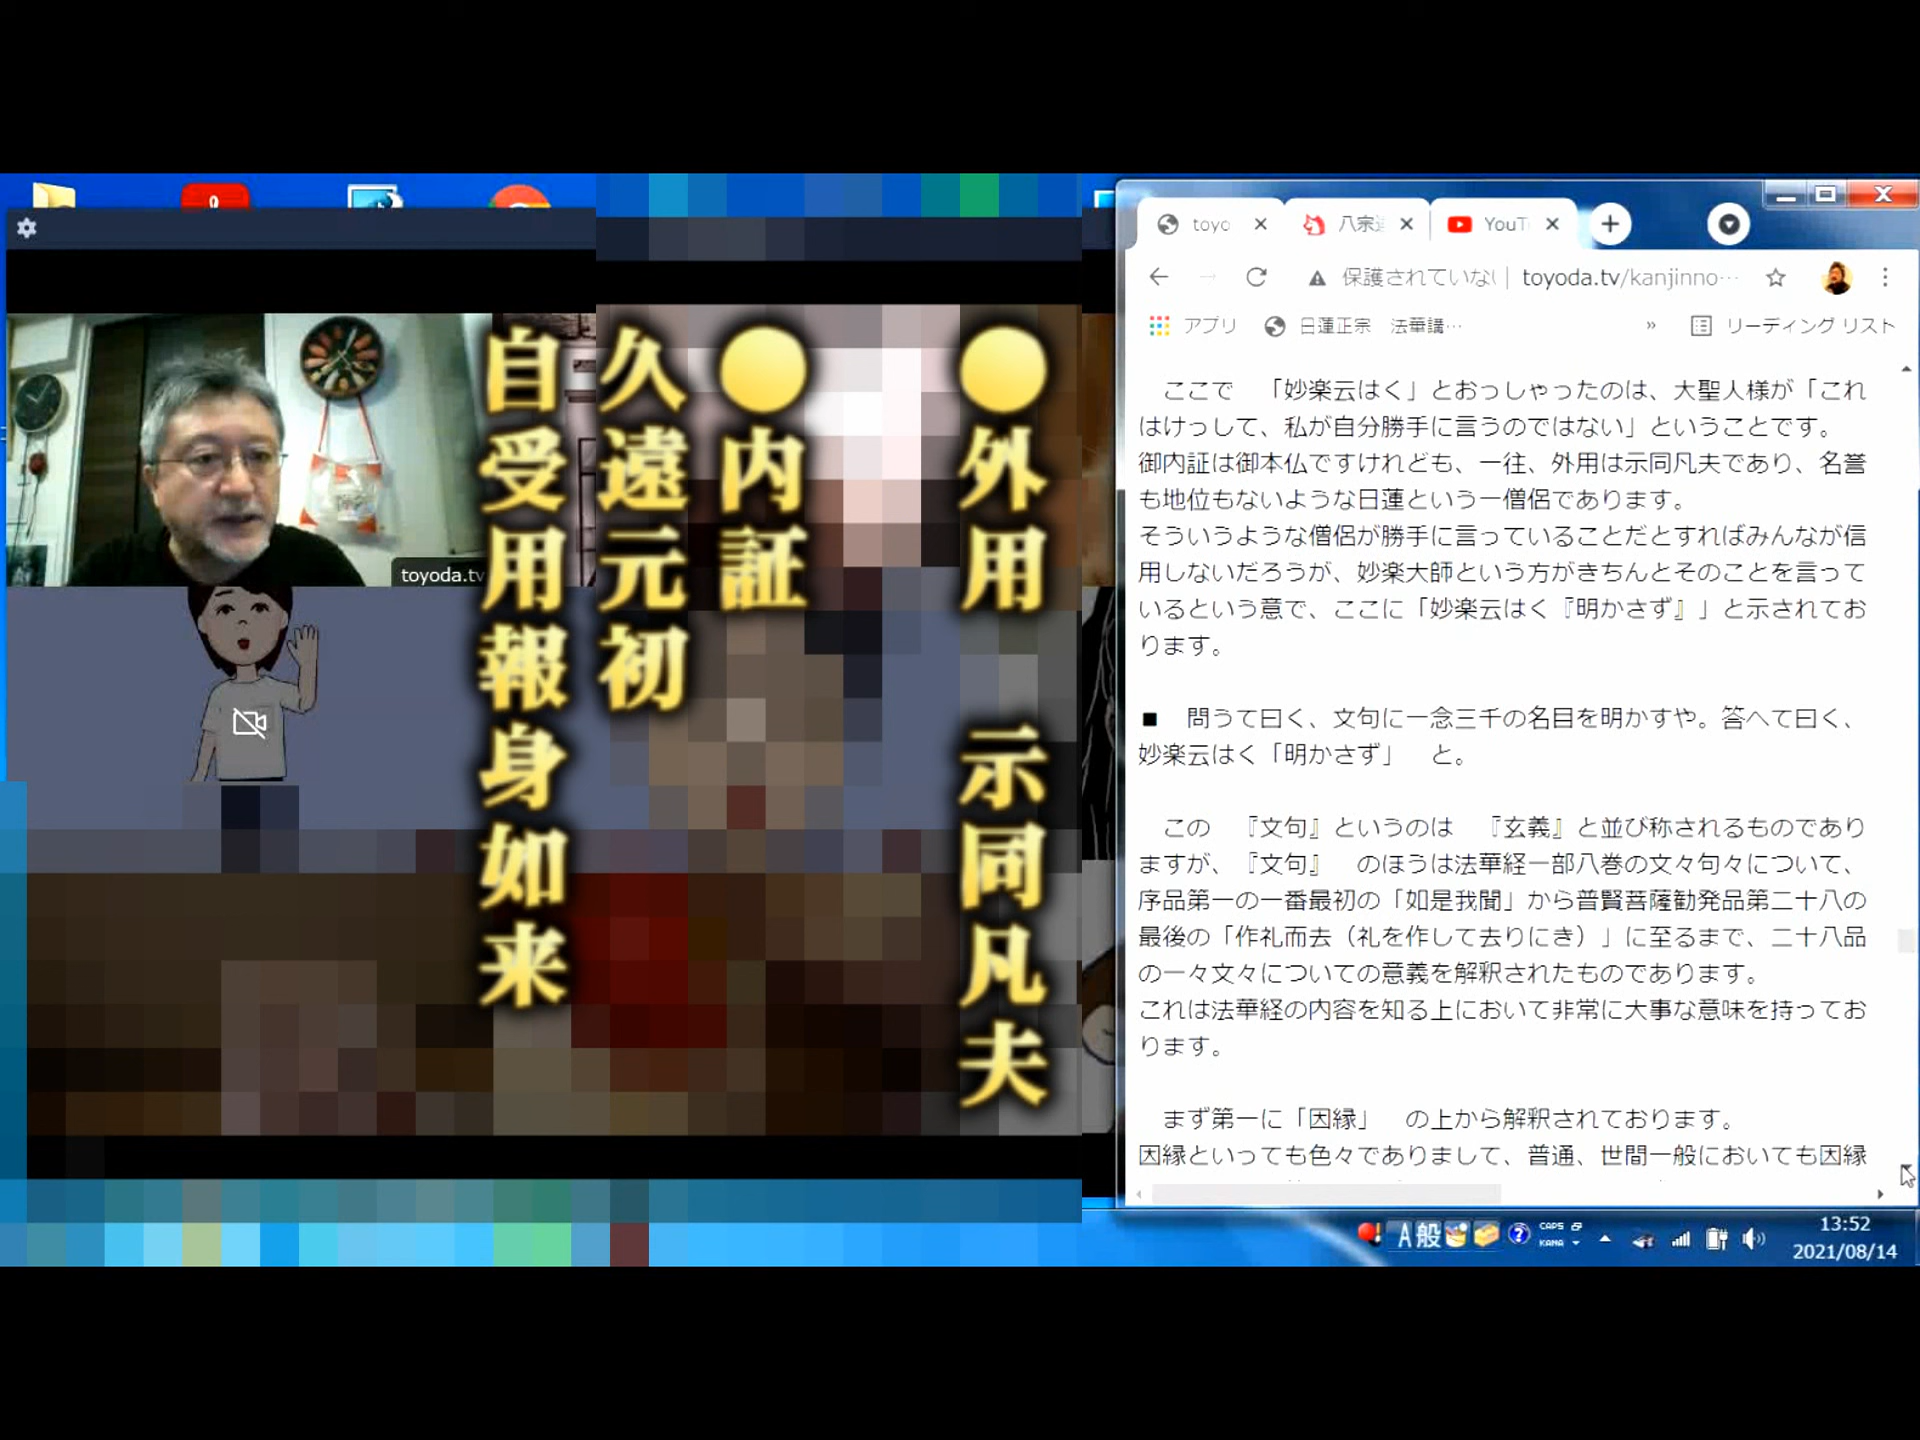 ●外用　示同凡夫
●内証
久遠元初
自受用報身如来
toyoda.tv
toyo
八宗
YouT
保護されていない
toyoda.tv/kanjinno…
アプリ
日蓮正宗　法華講…
»
リーディング リスト
ここで　「妙楽云はく」とおっしゃったのは、大聖人様が「これ
はけっして、私が自分勝手に言うのではない」ということです。
御内証は御本仏ですけれども、一往、外用は示同凡夫であり、名誉
も地位もないような日蓮という一僧侶であります。
そういうような僧侶が勝手に言っていることだとすればみんなが信
用しないだろうが、妙楽大師という方がきちんとそのことを言って
いるという意で、ここに「妙楽云はく『明かさず』」と示されてお
ります。
■　問うて曰く、文句に一念三千の名目を明かすや。答へて曰く、
妙楽云はく「明かさず」　と。
この　『文句』というのは　『玄義』と並び称されるものであり
ますが、『文句』　のほうは法華経一部八巻の文々句々について、
序品第一の一番最初の「如是我聞」から普賢菩薩勧発品第二十八の
最後の「作礼而去（礼を作して去りにき）」に至るまで、二十八品
の一々文々についての意義を解釈されたものであります。
これは法華経の内容を知る上において非常に大事な意味を持ってお
ります。
まず第一に「因縁」　の上から解釈されております。
因縁といっても色々でありまして、普通、世間一般においても因縁
A 般
CAPS
KANA
13:52
2021/08/14